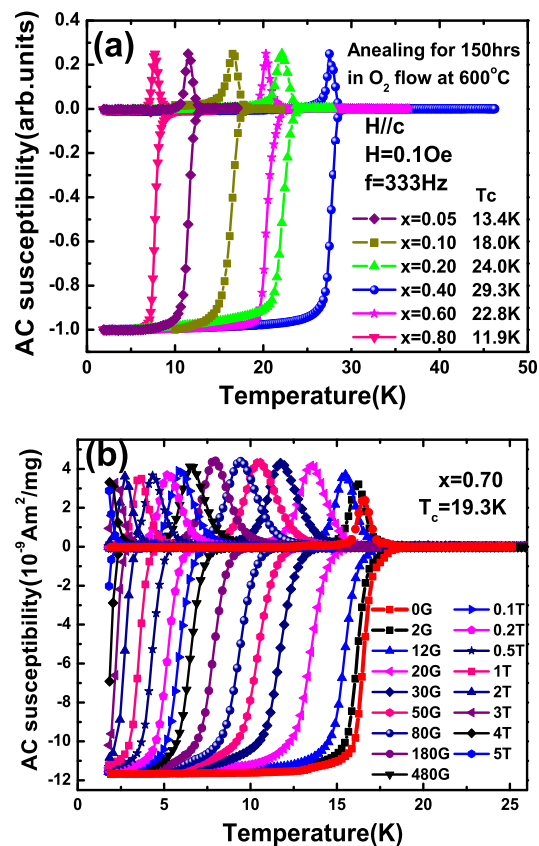 (a)
Anealing for 150hrs
in O2 flow at 600°C
H//c
H=0.1Oe
f=333Hz
Tc
x=0.05 13.4K
x=0.10 18.0K
x=0.20 24.0K
x=0.40 29.3K
x=0.60 22.8K
x=0.80 11.9K
AC susceptibility(arb.units)
0.3
0.0
-0.2
-0.4
-0.6
-0.8
-1.0
0 10 20 30 40 50
Temperature(K)
(b)
x=0.70
Tc=19.3K
0G 0.1T
2G 0.2T
12G 0.5T
20G 1T
30G 2T
50G 3T
80G 4T
180G 5T
480G
AC susceptibility(10⁻⁹Am²/mg)
4
2
0
-2
-4
-6
-8
-10
-12
0 5 10 15 20 25
Temperature(K)